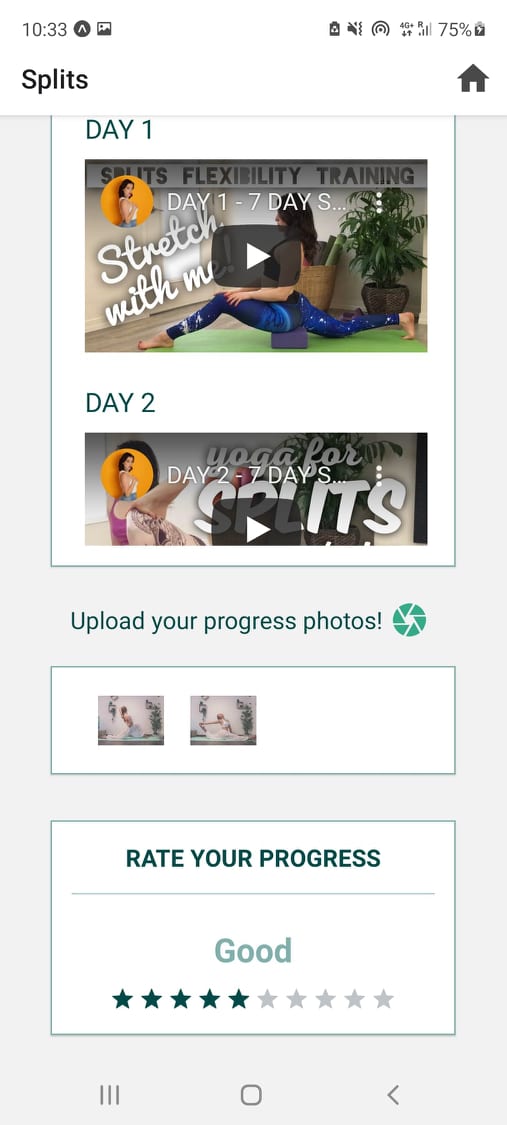 10:33
4G+ R 75%
Splits
DAY 1
SPLITS FLEXIBILITY TRAINING
DAY 1 - 7 DAY S...
Stretch
with me!
DAY 2
yoga for
DAY 2 - 7 DAY S...
SPLITS
Upload your progress photos!
RATE YOUR PROGRESS
Good